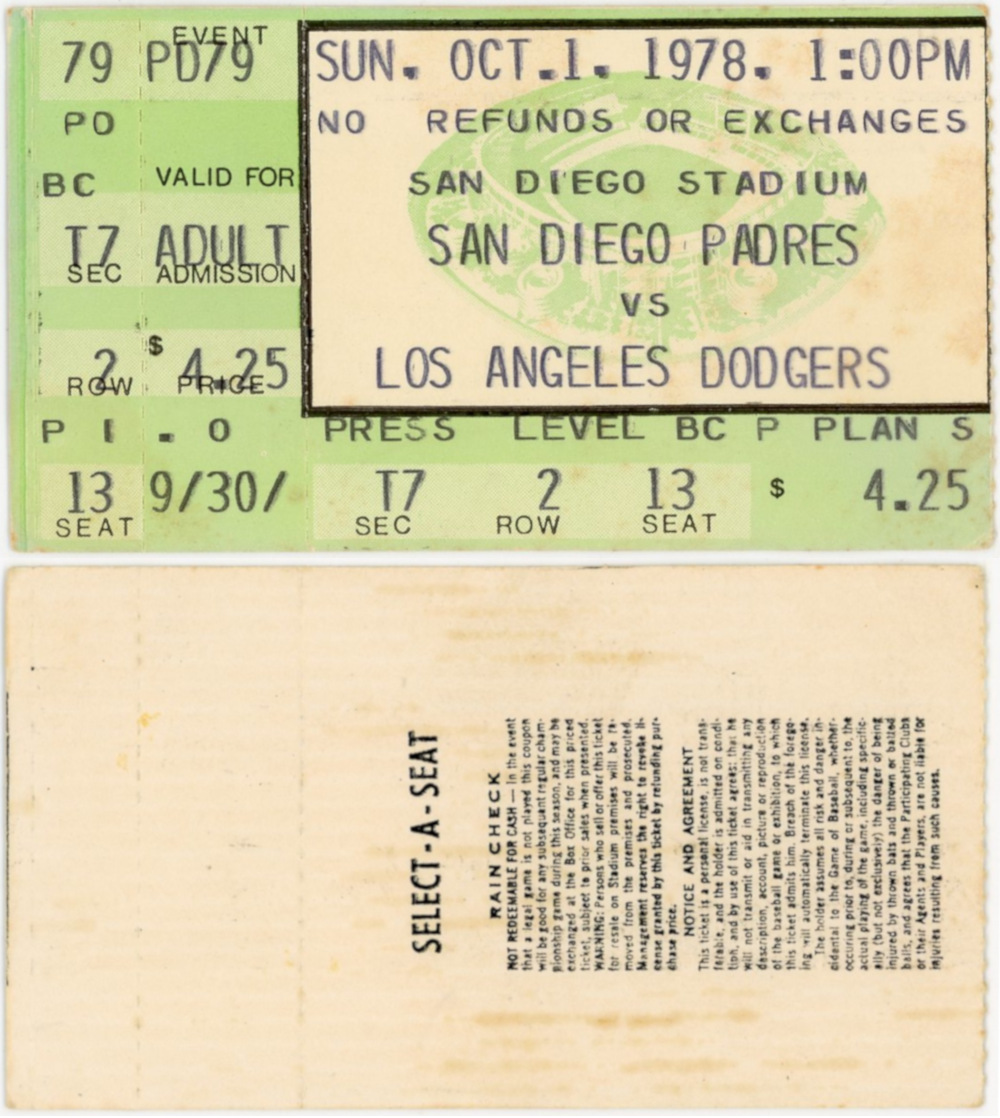 EVENT
79 PD79 SUN. OCT.1. 1978. 1:00PM
PO NO REFUNDS OR EXCHANGES
BC VALID FOR SAN DIEGO STADIUM
T7 ADULT SAN DIEGO PADRES
SEC ADMISSION
VS
2 $ 4.25 LOS ANGELES DODGERS
ROW PRICE
P I . O PRESS LEVEL BC P PLAN S
13 9/30/ T7 2 13 $ 4.25
SEAT SEC ROW SEAT
SELECT-A-SEAT
RAIN CHECK
NOT REDEEMABLE FOR CASH — In the event
that a legal game is not played this coupon
will be good for any subsequent regular cham-
pionship game during this season, and may be
exchanged at the Box Office for this priced
ticket, subject to prior sales when presented.
WARNING: Persons who sell or offer this ticket
for resale on Stadium premises will be re-
moved from the premises and prosecuted.
Management reserves the right to revoke li-
cense granted by this ticket by refunding pur-
chase price.
NOTICE AND AGREEMENT
This ticket is a personal license, is not trans-
ferable, and the holder is admitted on condi-
tion, and by use of this ticket agrees: that he
will not transmit or aid in transmitting any
description, account, picture or reproduction
of the baseball game or exhibition, to which
this ticket admits him. Breach of the forego-
ing will automatically terminate this license.
The holder assumes all risk and danger in-
cidental to the Game of Baseball, whether
occuring prior to, during or subsequent to, the
actual playing of the game, including specific-
ally (but not exclusively) the danger of being
injured by thrown bats and thrown or batted
balls, and agrees that the Participating Clubs
or their Agents and Players, are not liable for
injuries resulting from such causes.